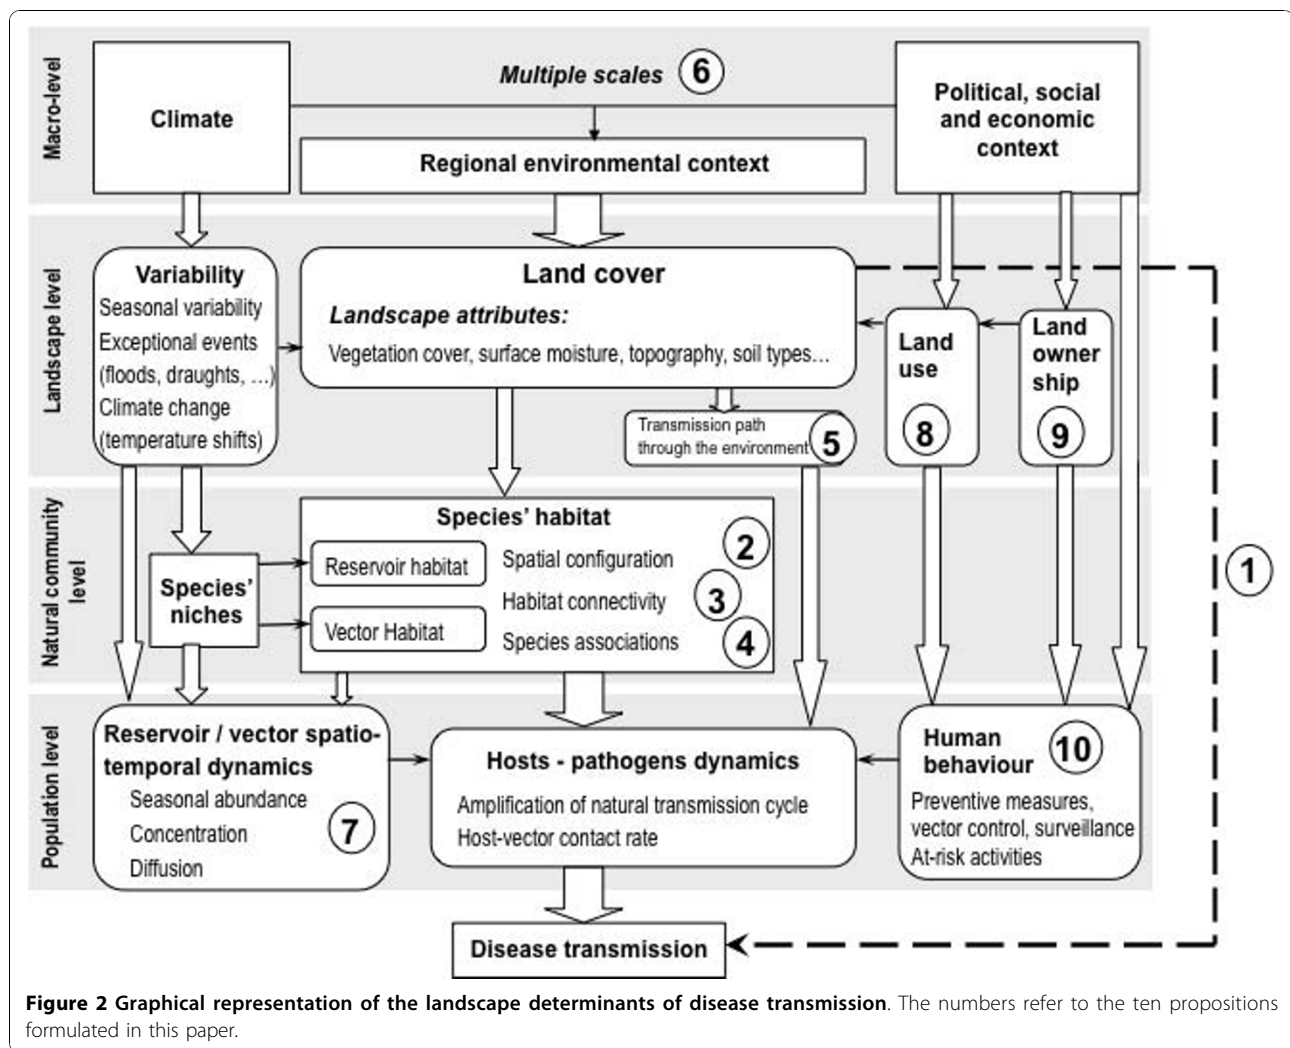 Macro-level
Climate
Multiple scales 6
Regional environmental context
Political, social
and economic
context
Landscape level
Variability
Seasonal variability
Exceptional events
(floods, draughts, ...)
Climate change
(temperature shifts)
Land cover
Landscape attributes:
Vegetation cover, surface moisture, topography, soil types...
Transmission path
through the environment
5
Land
use
8
Land
owner
ship
9
Natural community
level
Species'
niches
Species' habitat
Reservoir habitat
Vector Habitat
Spatial configuration
2
Habitat connectivity
3
Species associations
4
1
Population level
Reservoir / vector spatio-
temporal dynamics
Seasonal abundance
Concentration
Diffusion
7
Hosts - pathogens dynamics
Amplification of natural transmission cycle
Host-vector contact rate
Human
behaviour
10
Preventive measures,
vector control, surveillance
At-risk activities
Disease transmission
Figure 2 Graphical representation of the landscape determinants of disease transmission. The numbers refer to the ten propositions
formulated in this paper.